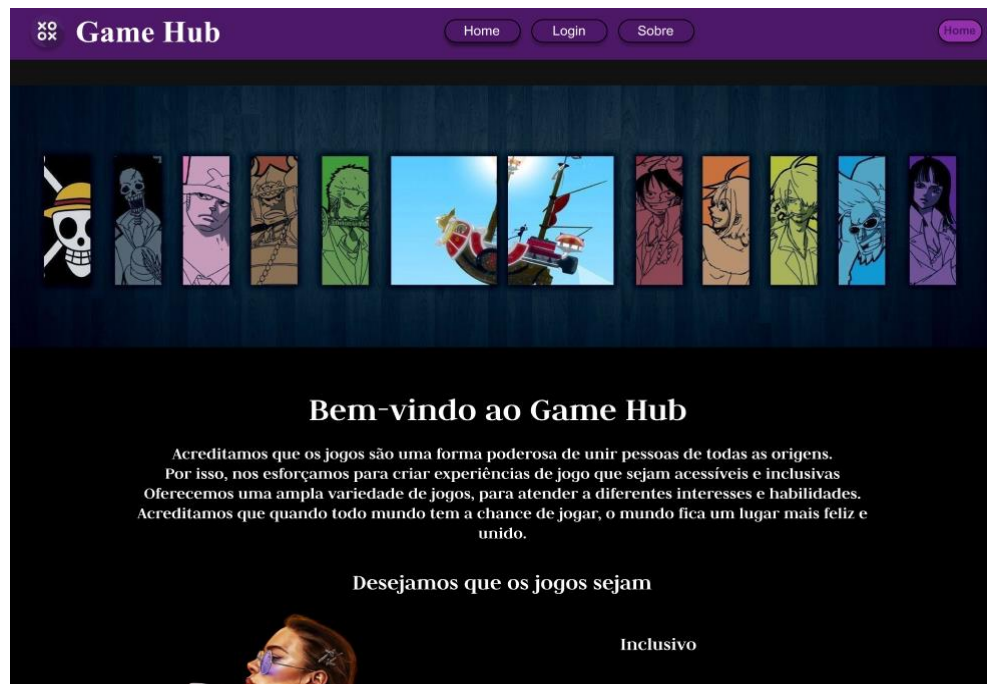 XO
OX
Game Hub
Home
Login
Sobre
Home
Bem-vindo ao Game Hub
Acreditamos que os jogos são uma forma poderosa de unir pessoas de todas as origens.
Por isso, nos esforçamos para criar experiências de jogo que sejam acessíveis e inclusivas
Oferecemos uma ampla variedade de jogos, para atender a diferentes interesses e habilidades.
Acreditamos que quando todo mundo tem a chance de jogar, o mundo fica um lugar mais feliz e
unido.
Desejamos que os jogos sejam
Inclusivo